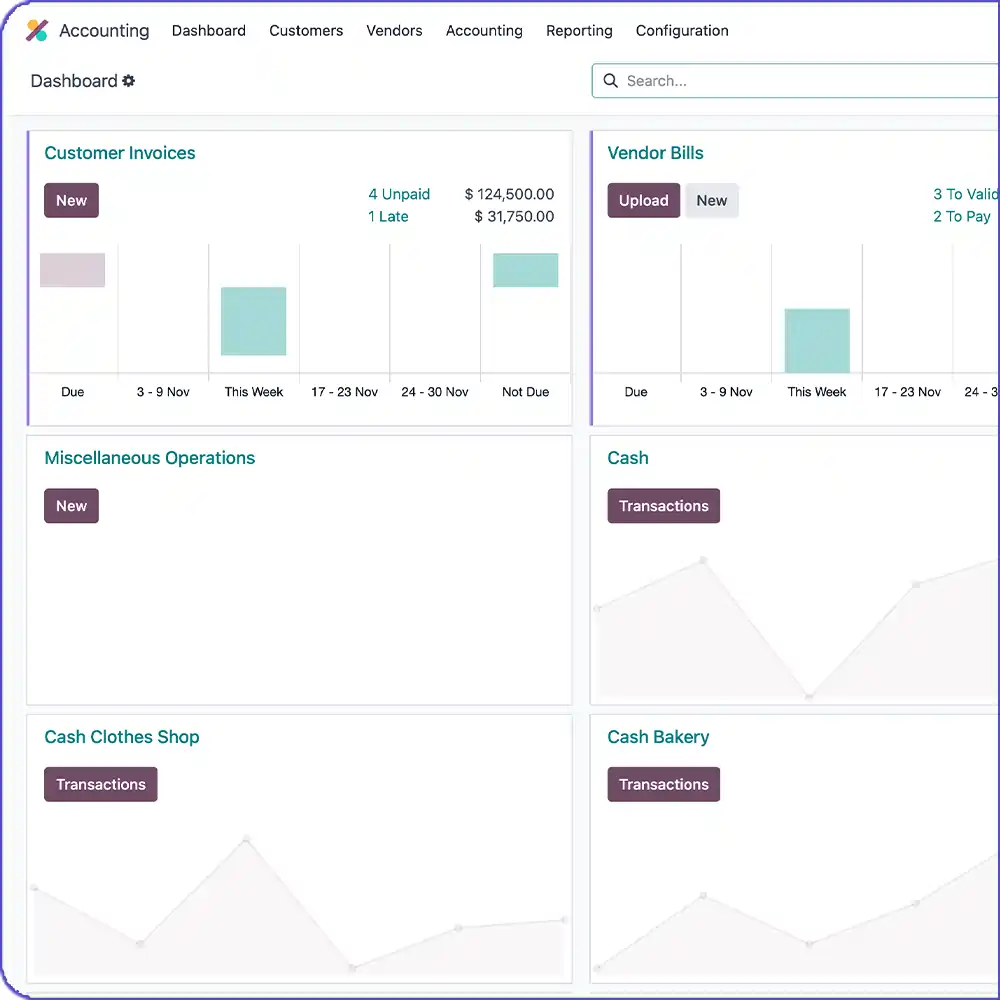 Accounting Dashboard Customers Vendors Accounting Reporting Configuration
Dashboard
Search...
Customer Invoices
New
4 Unpaid $ 124,500.00
1 Late $ 31,750.00
Due 3 - 9 Nov This Week 17 - 23 Nov 24 - 30 Nov Not Due
Vendor Bills
Upload New
3 To Valid
2 To Pay
Due 3 - 9 Nov This Week 17 - 23 Nov 24 - 3
Miscellaneous Operations
New
Cash
Transactions
Cash Clothes Shop
Transactions
Cash Bakery
Transactions